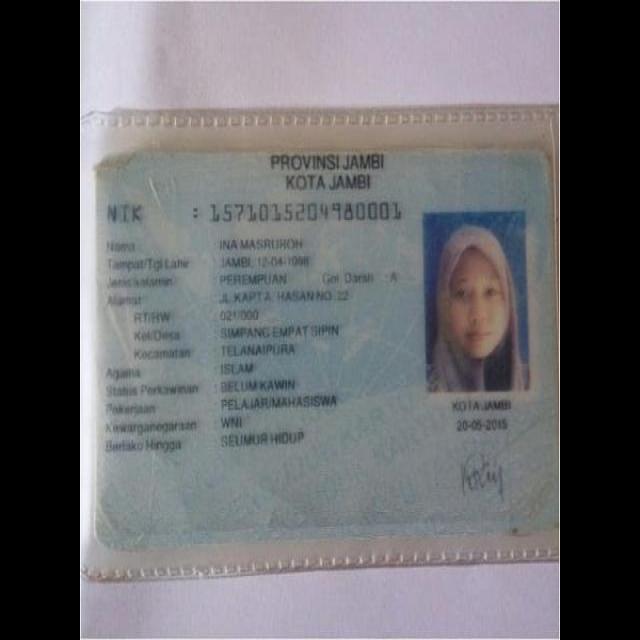 PROVINSI JAMBI
KOTA JAMBI
NIK : 1571015204980001
Nama : INA MASRUROH
Tempat/Tgl Lahir : JAMBI, 12-04-1998
Jenis kelamin : PEREMPUAN Gol. Darah : A
Alamat : JL. KAPT A. HASAN NO. 22
RT/RW : 021/000
Kel/Desa : SIMPANG EMPAT SIPIN
Kecamatan : TELANAIPURA
Agama : ISLAM
Status Perkawinan : BELUM KAWIN
Pekerjaan : PELAJAR/MAHASISWA
Kewarganegaraan : WNI
Berlaku Hingga : SEUMUR HIDUP
KOTA JAMBI
20-05-2015